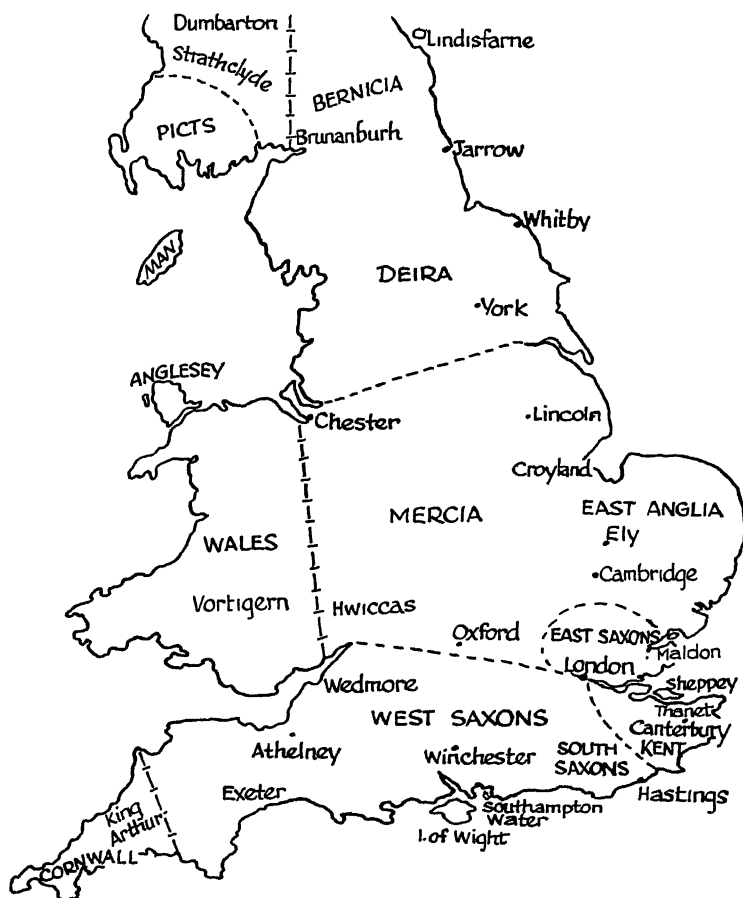 Dumbarton
Lindisfarne
Strathclyde
BERNICIA
PICTS
Brunanburh
Jarrow
Whitby
MAN
DEIRA
York
ANGLESEY
Chester
Lincoln
Croyland
MERCIA
EAST ANGLIA
Ely
WALES
Cambridge
Vortigern
Hwiccas
Oxford
EAST SAXONS
Maldon
London
Sheppey
Wedmore
Thanet
WEST SAXONS
Canterbury
Athelney
Winchester
SOUTH
SAXONS
KENT
Exeter
Hastings
King
Arthur
Southampton
Water
I. of Wight
CORNWALL